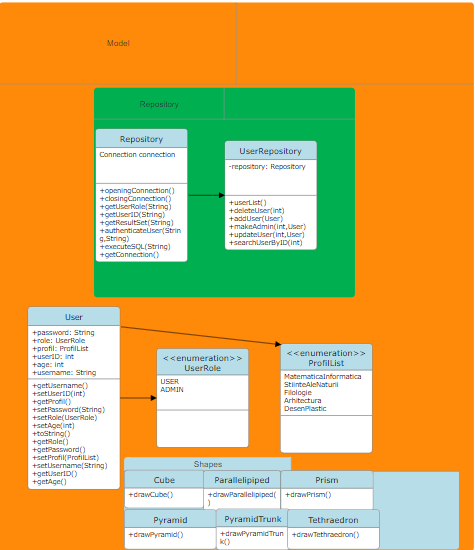 Model
Repository
Repository
Connection connection
+openingConnection()
+closingConnection()
+getUserRole(String)
+getUserID(String)
+getResultSet(String)
+authenticateUser(Strin
g,String)
+executeSQL(String)
+getConnection()
UserRepository
-repository: Repository
+userList()
+deleteUser(int)
+addUser(User)
+makeAdmin(int,User)
+updateUser(int,User)
+searchUserByID(int)
User
+password: String
+role: UserRole
+profil: ProfilList
+userID: int
+age: int
+username: String
+getUsername()
+setUserID(int)
+getProfil()
+setPassword(String)
+setRole(UserRole)
+setAge(int)
+toString()
+getRole()
+getPassword()
+setProfil(ProfilList)
+setUsername(String)
+getUserID()
+getAge()
<<enumeration>>
UserRole
USER
ADMIN
<<enumeration>>
ProfilList
MatematicaInformatica
StiinteAleNaturii
Filologie
Arhitectura
DesenPlastic
Shapes
Cube
+drawCube()
Parallelipiped
+drawParallelipiped(
)
Prism
+drawPrism()
Pyramid
+drawPyramid()
PyramidTrunk
+drawPyramidTrun
k()
Tethraedron
+drawTethraedron()